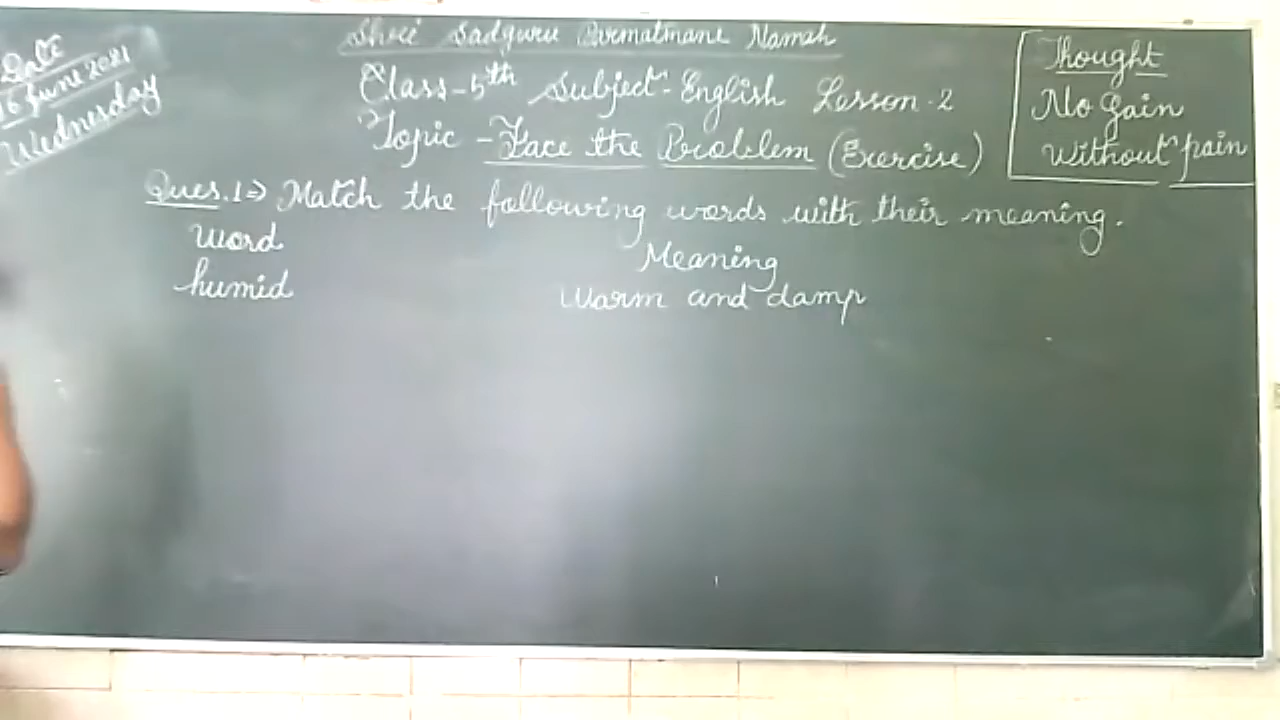 Shree Sadguru Parmatmane Namah
Date
16 June 2021
Wednesday
Class-5th Subject-English Lesson-2
Topic - Face the Problem (Exercise)
Thought
No Gain
Without pain
Ques.1⇒ Match the following words with their meaning.
Word Meaning
humid Warm and damp